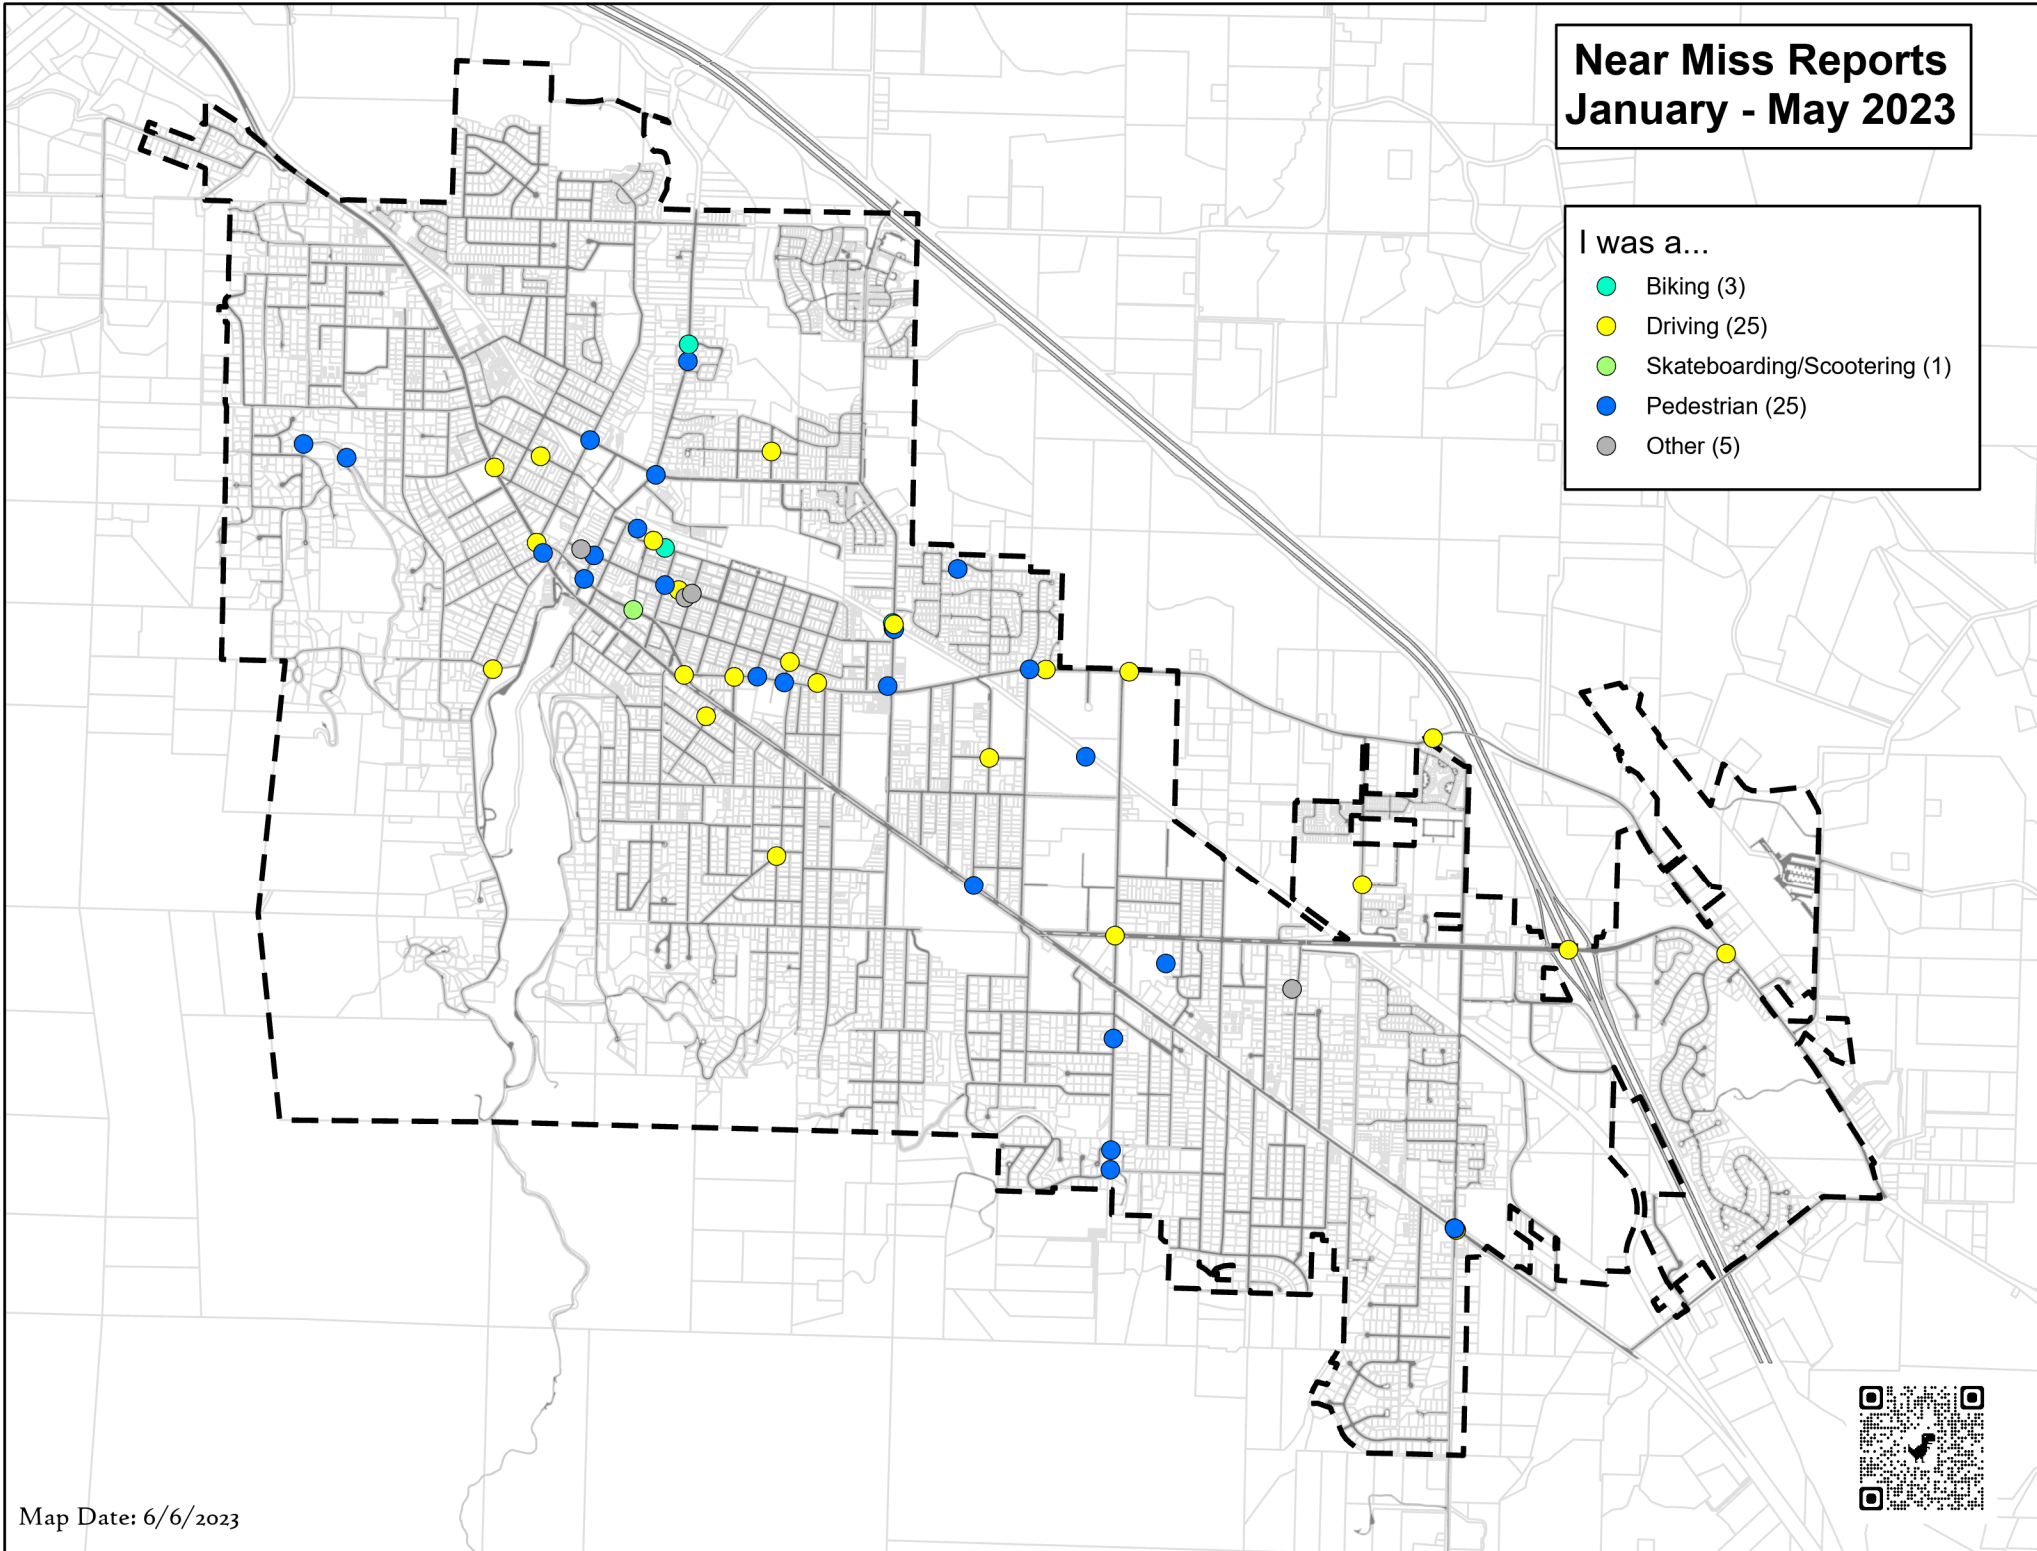 Near Miss Reports
January - May 2023
I was a...
Biking (3)
Driving (25)
Skateboarding/Scootering (1)
Pedestrian (25)
Other (5)
Map Date: 6/6/2023